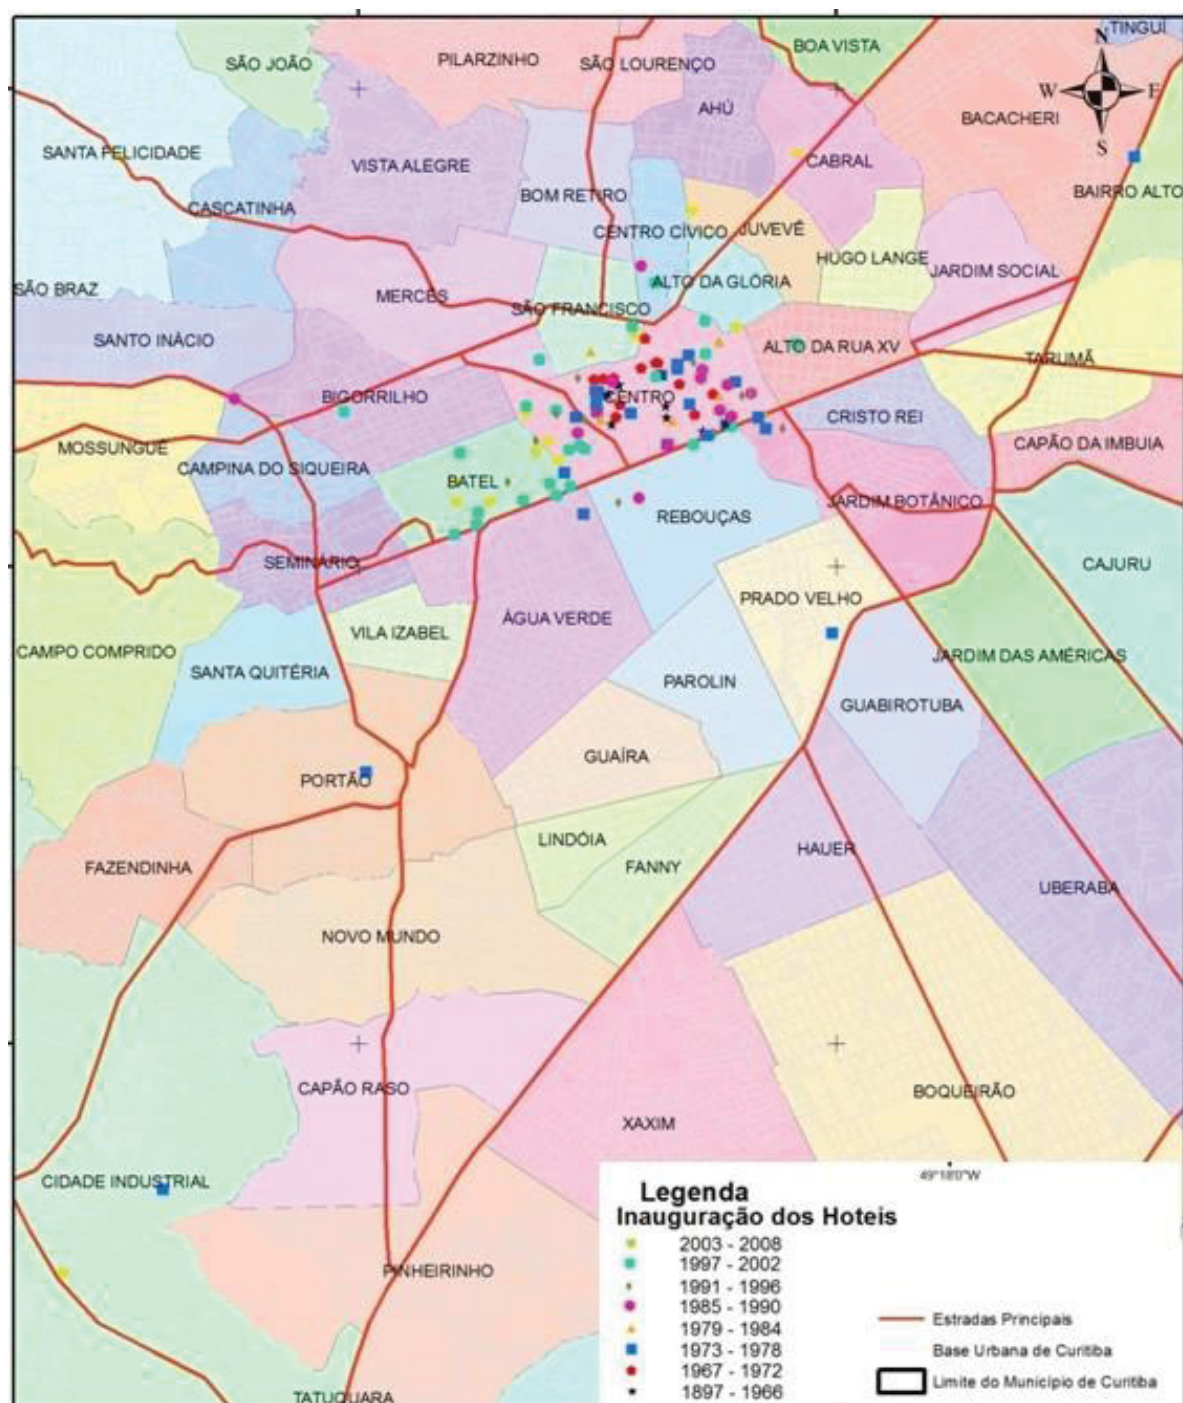 TINGUÍ
BOA VISTA
N
PILARZINHO
SÃO LOURENÇO
SÃO JOÃO
W
E
AHÚ
BACACHERI
S
SANTA FELICIDADE
VISTA ALEGRE
CABRAL
BAIRRO ALTO
BOM RETIRO
CASCATINHA
CENTRO CÍVICO
JUVEVÊ
HUGO LANGE
JARDIM SOCIAL
ALTO DA GLÓRIA
SÃO BRAZ
MERCÊS
SÃO FRANCISCO
SANTO INÁCIO
ALTO DA RUA XV
TARUMÃ
BIGORRILHO
CENTRO
CRISTO REI
CAPÃO DA IMBUIA
MOSSUNGUÊ
CAMPINA DO SIQUEIRA
BATEL
JARDIM BOTÂNICO
REBOUÇAS
SEMINÁRIO
CAJURU
PRADO VELHO
ÁGUA VERDE
VILA IZABEL
CAMPO COMPRIDO
JARDIM DAS AMÉRICAS
SANTA QUITÉRIA
PAROLIN
GUABIROTUBA
GUAÍRA
PORTÃO
LINDÓIA
HAUER
FAZENDINHA
FANNY
UBERABA
NOVO MUNDO
CAPÃO RASO
BOQUEIRÃO
XAXIM
49°18'0"W
CIDADE INDUSTRIAL
Legenda
Inauguração dos Hoteis
2003 - 2008
1997 - 2002
PINHEIRINHO
1991 - 1996
1985 - 1990
Estradas Principais
1979 - 1984
1973 - 1978
Base Urbana de Curitiba
1967 - 1972
Limite do Município de Curitiba
1897 - 1966
TATUQUARA